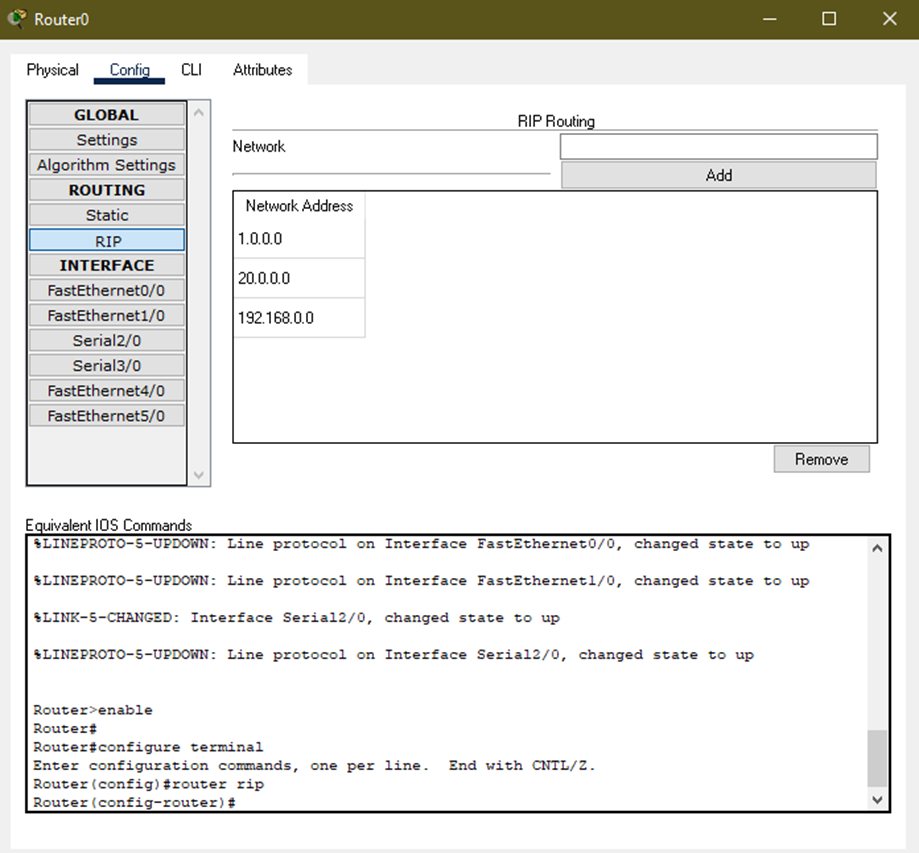 Router0
Physical Config CLI Attributes
GLOBAL
Settings
Algorithm Settings
ROUTING
Static
RIP
INTERFACE
FastEthernet0/0
FastEthernet1/0
Serial2/0
Serial3/0
FastEthernet4/0
FastEthernet5/0
RIP Routing
Network
Add
Network Address
1.0.0.0
20.0.0.0
192.168.0.0
Remove
Equivalent IOS Commands
%LINEPROTO-5-UPDOWN: Line protocol on Interface FastEthernet0/0, changed state to up
%LINEPROTO-5-UPDOWN: Line protocol on Interface FastEthernet1/0, changed state to up
%LINK-5-CHANGED: Interface Serial2/0, changed state to up
%LINEPROTO-5-UPDOWN: Line protocol on Interface Serial2/0, changed state to up
Router>enable
Router#
Router#configure terminal
Enter configuration commands, one per line.  End with CNTL/Z.
Router(config)#router rip
Router(config-router)#